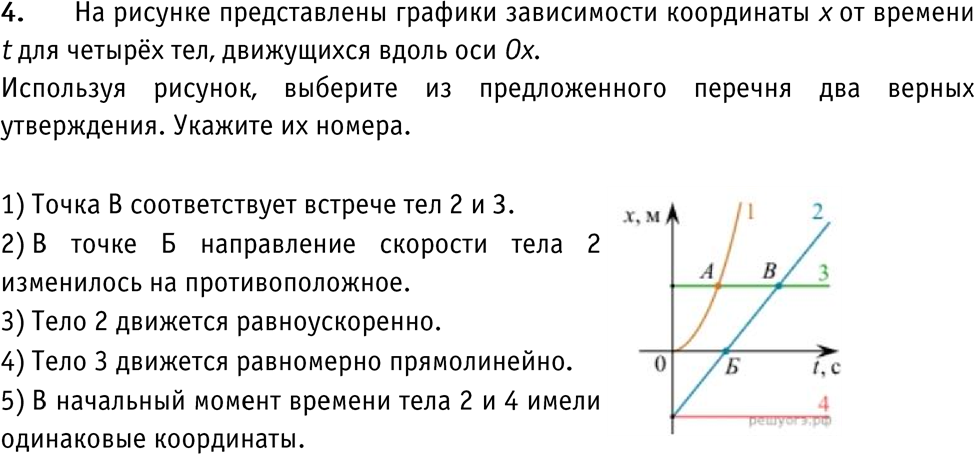 4. На рисунке представлены графики зависимости координаты x от времени
t для четырёх тел, движущихся вдоль оси Ox.
Используя рисунок, выберите из предложенного перечня два верных
утверждения. Укажите их номера.
1) Точка В соответствует встрече тел 2 и 3.
2) В точке Б направление скорости тела 2
изменилось на противоположное.
3) Тело 2 движется равноускоренно.
4) Тело 3 движется равномерно прямолинейно.
5) В начальный момент времени тела 2 и 4 имели
одинаковые координаты.
x, м 1 2
А В 3
0 Б t, с
4
решуогэ.рф